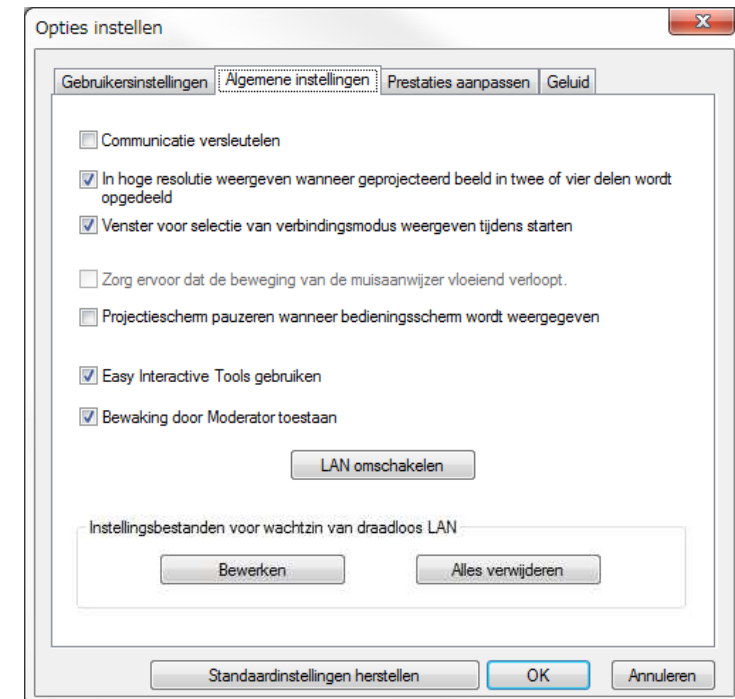 Opties instellen
Gebruikersinstellingen Algemene instellingen Prestaties aanpassen Geluid
Communicatie versleutelen
In hoge resolutie weergeven wanneer geprojecteerd beeld in twee of vier delen wordt
opgedeeld
Venster voor selectie van verbindingsmodus weergeven tijdens starten
Zorg ervoor dat de beweging van de muisaanwijzer vloeiend verloopt.
Projectiescherm pauzeren wanneer bedieningsscherm wordt weergegeven
Easy Interactive Tools gebruiken
Bewaking door Moderator toestaan
LAN omschakelen
Instellingsbestanden voor wachtzin van draadloos LAN
Bewerken Alles verwijderen
Standaardinstellingen herstellen OK Annuleren